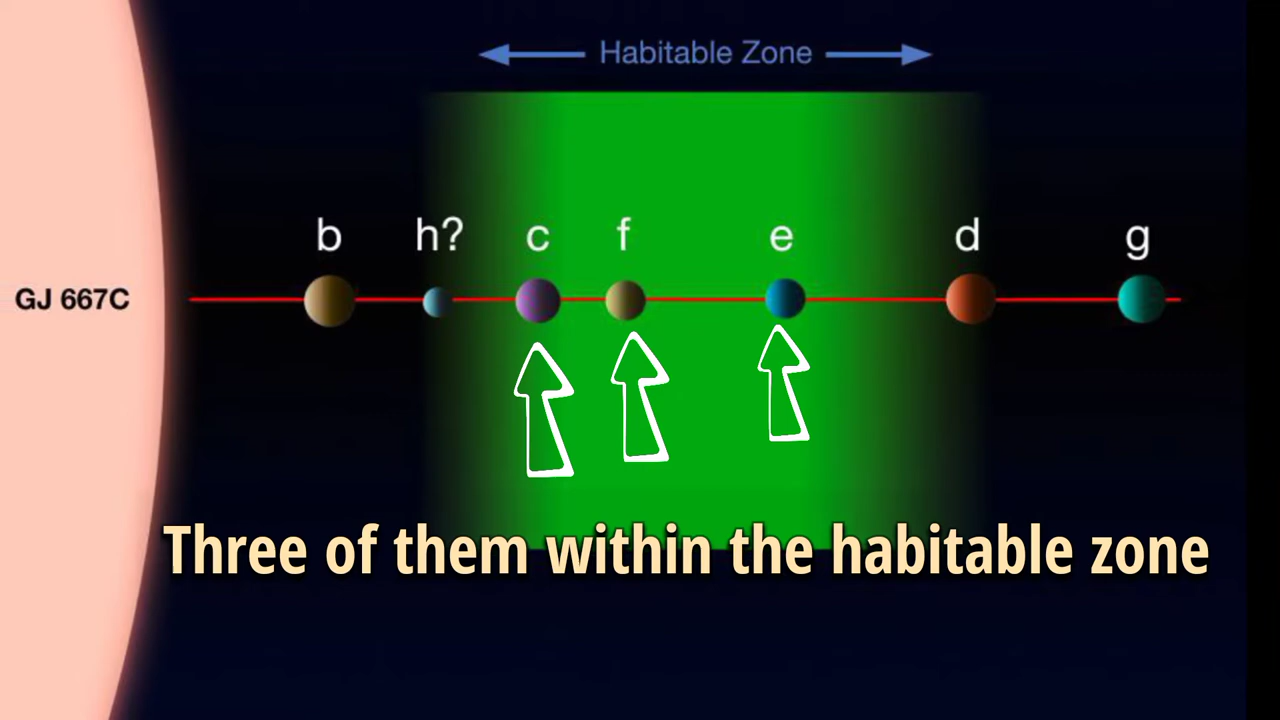 Habitable Zone
b h? c f e d g
GJ 667C
Three of them within the habitable zone